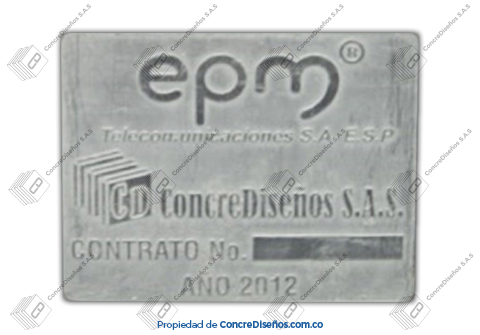 epm®
Telecomunicaciones S.A. E.S.P
CD ConcreDiseños S.A.S.
CONTRATO No.
AÑO 2012
Propiedad de ConcreDiseños.com.co